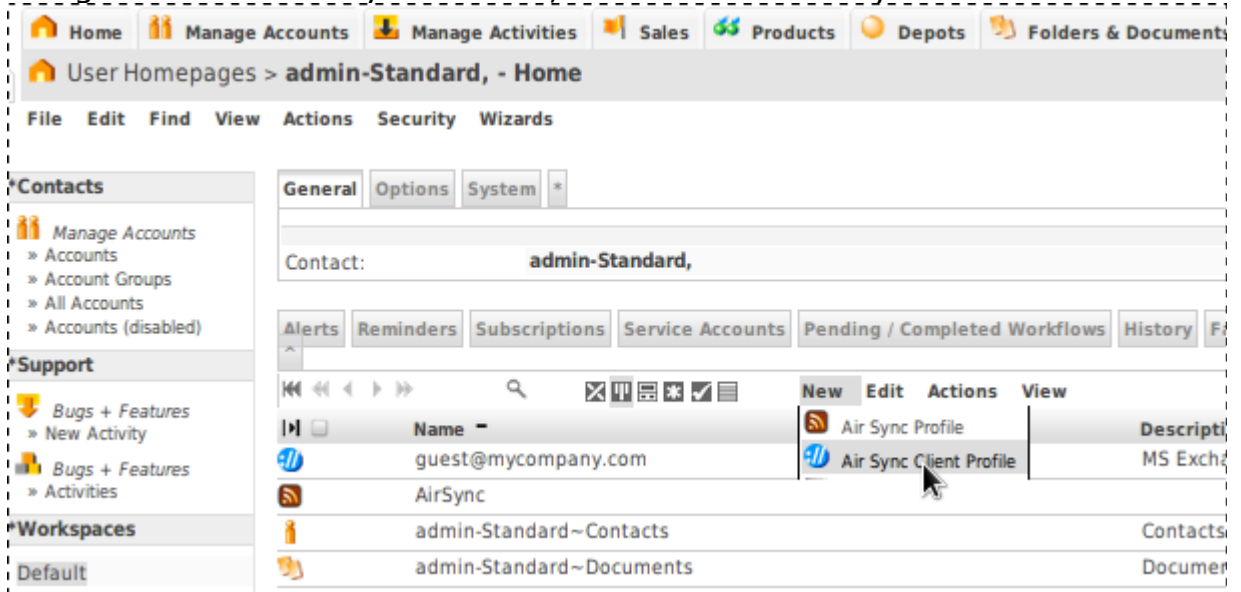 Home Manage Accounts Manage Activities Sales Products Depots Folders & Documents
User Homepages > admin-Standard, - Home
File Edit Find View Actions Security Wizards
*Contacts
General Options System *
Manage Accounts
» Accounts
Contact: admin-Standard,
» Account Groups
» All Accounts
» Accounts (disabled)
Alerts Reminders Subscriptions Service Accounts Pending / Completed Workflows History
*Support
New Edit Actions View
Bugs + Features
» New Activity
Name
Air Sync Profile
guest@mycompany.com
Air Sync Client Profile
MS
Bugs + Features
» Activities
AirSync
*Workspaces
admin-Standard~Contacts
Contacts
Default
admin-Standard~Documents